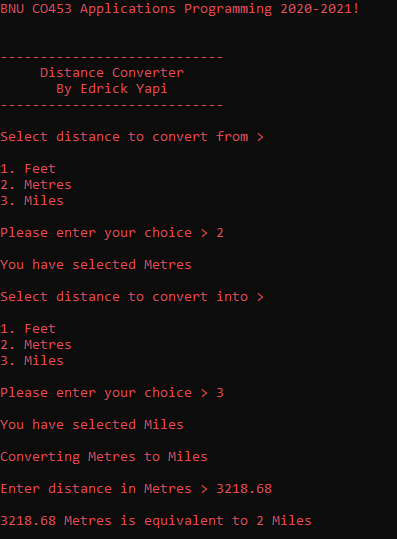 BNU CO453 Applications Programming 2020-2021!
----------------------------
Distance Converter
By Edrick Yapi
----------------------------
Select distance to convert from >
1. Feet
2. Metres
3. Miles
Please enter your choice > 2
You have selected Metres
Select distance to convert into >
1. Feet
2. Metres
3. Miles
Please enter your choice > 3
You have selected Miles
Converting Metres to Miles
Enter distance in Metres > 3218.68
3218.68 Metres is equivalent to 2 Miles